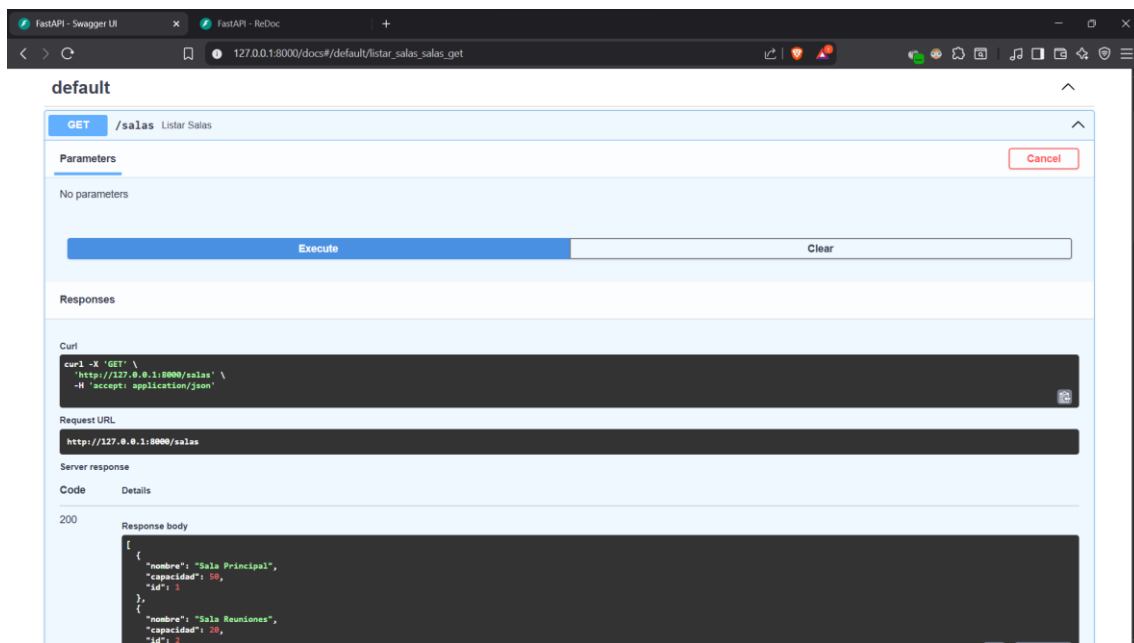 FastAPI - Swagger UI
FastAPI - ReDoc
127.0.0.1:8000/docs#/default/listar_salas_salas_get
default
GET /salas Listar Salas
Parameters
Cancel
No parameters
Execute
Clear
Responses
Curl
curl -X 'GET' \
'http://127.0.0.1:8000/salas' \
-H 'accept: application/json'
Request URL
http://127.0.0.1:8000/salas
Server response
Code Details
200
Response body
[
{
"nombre": "Sala Principal",
"capacidad": 50,
"id": 1
},
{
"nombre": "Sala Reuniones",
"capacidad": 20,
"id": 2